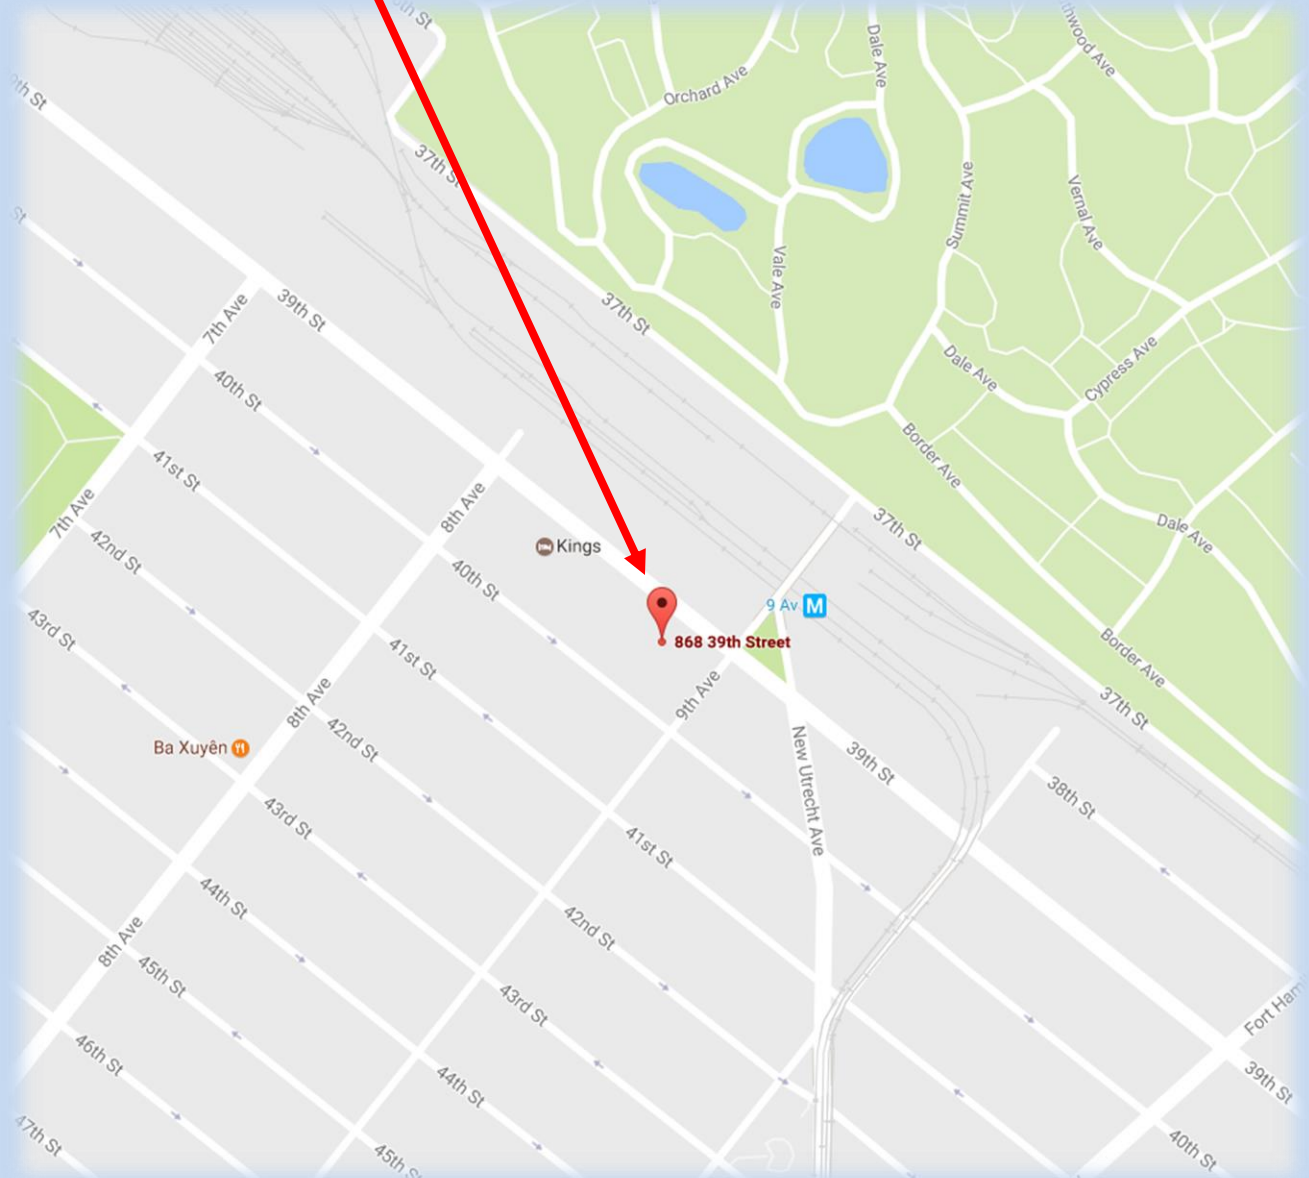 37th St
Orchard Ave
Dale Ave
Summit Ave
Vernal Ave
Vale Ave
7th Ave
39th St
37th St
Dale Ave
Cypress Ave
40th St
41st St
Border Ave
8th Ave
7th Ave
37th St
Dale Ave
42nd St
Kings
40th St
9 Av M
868 39th Street
43rd St
41st St
Border Ave
9th Ave
8th Ave
37th St
42nd St
Ba Xuyên
New Utrecht Ave
39th St
43rd St
38th St
41st St
44th St
42nd St
8th Ave
45th St
43rd St
Fort Ham
46th St
44th St
39th St
47th St
40th St
45th S